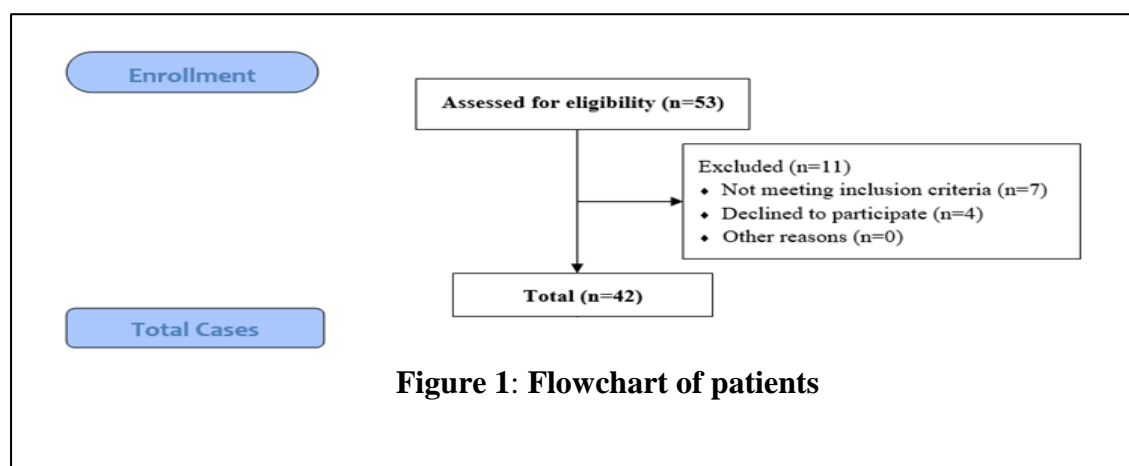 Enrollment
Assessed for eligibility (n=53)
Excluded (n=11)
⬥ Not meeting inclusion criteria (n=7)
⬥ Declined to participate (n=4)
⬥ Other reasons (n=0)
Total (n=42)
Total Cases
Figure 1: Flowchart of patients